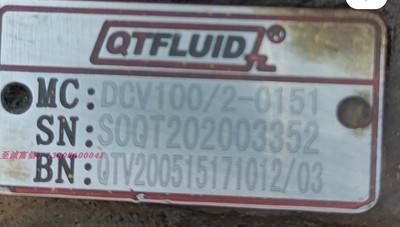 QTFLUID®
MC: DCV100/2-0151
SN: SOQT202003352
BN: QTV200515171012/03